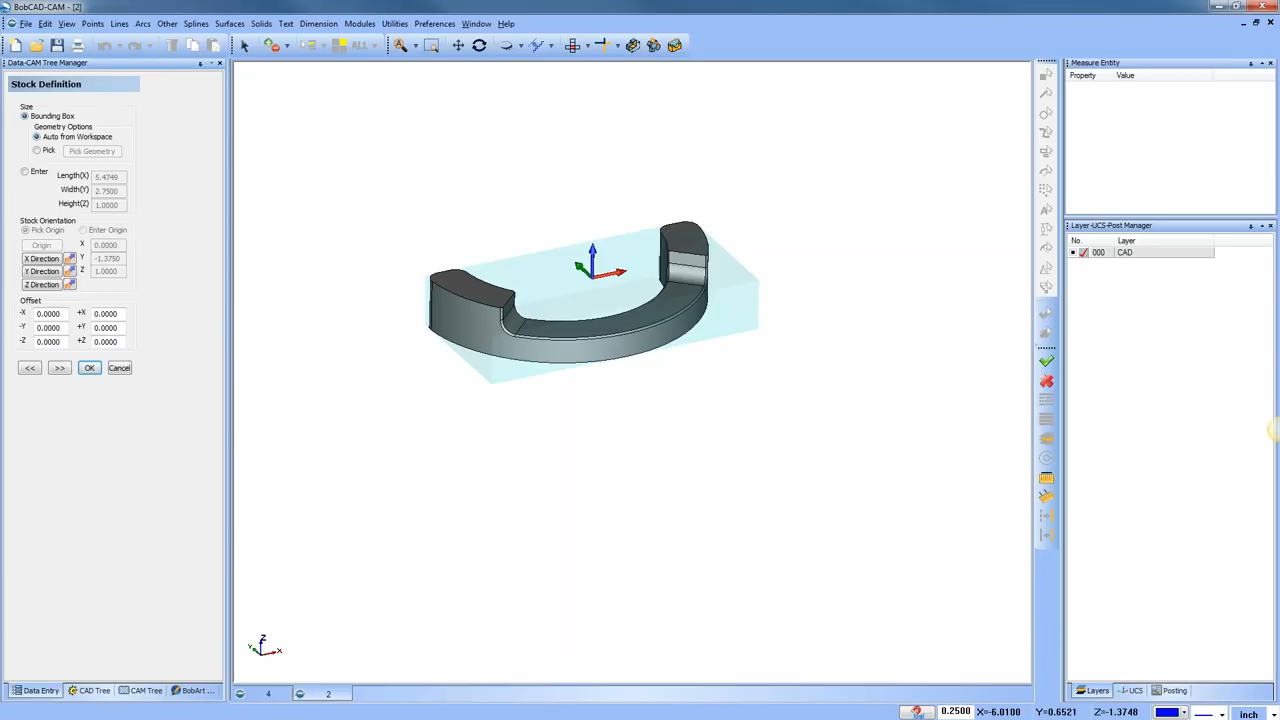 BobCAD-CAM - [2]
File Edit View Points Lines Arcs Other Splines Surfaces Solids Text Dimension Modules Utilities Preferences Window Help
ALL
Data-CAM Tree Manager
Stock Definition
Size
Bounding Box
Geometry Options
Auto from Workspace
Pick Pick Geometry
Enter Length(X) 5.4749
Width(Y) 2.7500
Height(Z) 1.0000
Stock Orientation
Pick Origin Enter Origin
Origin X 0.0000
X Direction Y -1.3750
Y Direction Z 1.0000
Z Direction
Offset
-X 0.0000 +X 0.0000
-Y 0.0000 +Y 0.0000
-Z 0.0000 +Z 0.0000
<< >> OK Cancel
Z
Y X
Data Entry CAD Tree CAM Tree BobArt ...
4 2
Measure Entity
Property Value
Layer-UCS-Post Manager
No. Layer
000 CAD
Layers UCS Posting
0.2500 X=-6.0100 Y=0.6521 Z=-1.3748 inch